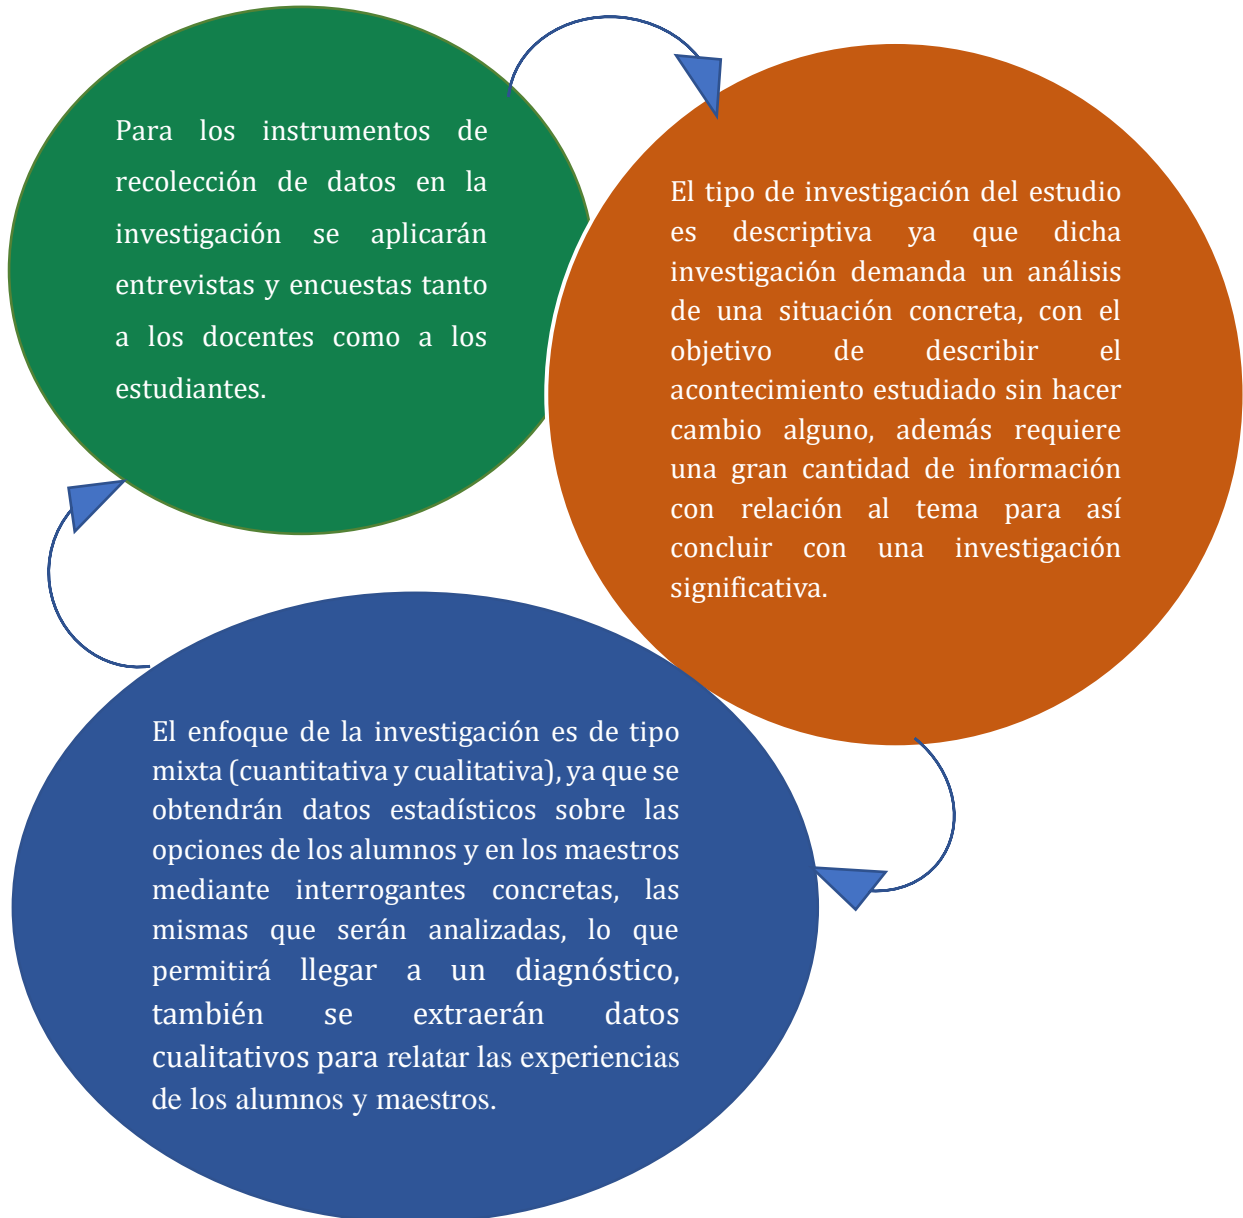 Para los instrumentos de
recolección de datos en la
investigación se aplicarán
entrevistas y encuestas tanto
a los docentes como a los
estudiantes.
El tipo de investigación del estudio
es descriptiva ya que dicha
investigación demanda un análisis
de una situación concreta, con el
objetivo de describir el
acontecimiento estudiado sin hacer
cambio alguno, además requiere
una gran cantidad de información
con relación al tema para así
concluir con una investigación
significativa.
El enfoque de la investigación es de tipo
mixta (cuantitativa y cualitativa), ya que se
obtendrán datos estadísticos sobre las
opciones de los alumnos y en los maestros
mediante interrogantes concretas, las
mismas que serán analizadas, lo que
permitirá llegar a un diagnóstico,
también se extraerán datos
cualitativos para relatar las experiencias
de los alumnos y maestros.